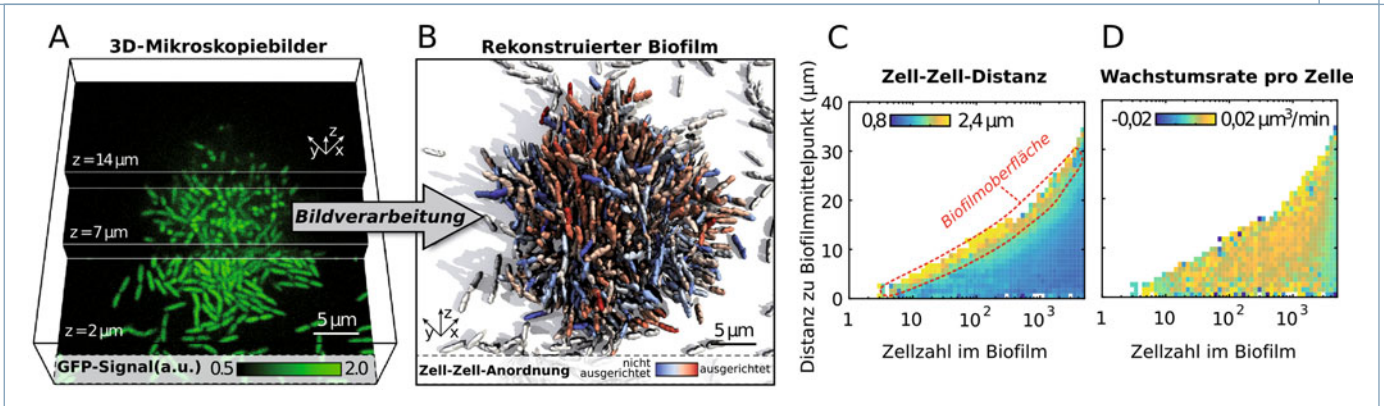 A
3D-Mikroskopiebilder
z = 14 µm
z = 7 µm
z = 2 µm
z
y x
5 µm
GFP-Signal(a.u.) 0.5 2.0
Bildverarbeitung
B
Rekonstruierter Biofilm
z
y x
5 µm
Zell-Zell-Anordnung
nicht
ausgerichtet
ausgerichtet
C
Zell-Zell-Distanz
0,8 2,4 µm
Biofilmoberfläche
Distanz zu Biofilmmittelpunkt (µm)
40
30
20
10
0
1 10 10² 10³
Zellzahl im Biofilm
D
Wachstumsrate pro Zelle
-0,02 0,02 µm³/min
1 10 10² 10³
Zellzahl im Biofilm